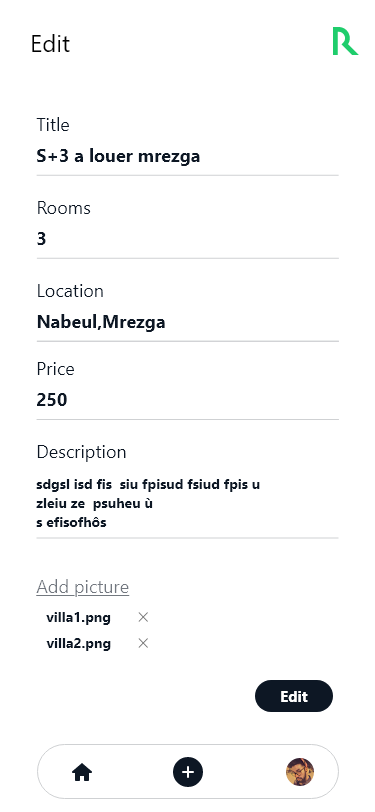 Edit
Title
S+3 a louer mrezga
Rooms
3
Location
Nabeul,Mrezga
Price
250
Description
sdgsl isd fis  siu fpisud fsiud fpis u
zleiu ze  psuheu ù
s efisofhôs
Add picture
villa1.png
villa2.png
Edit